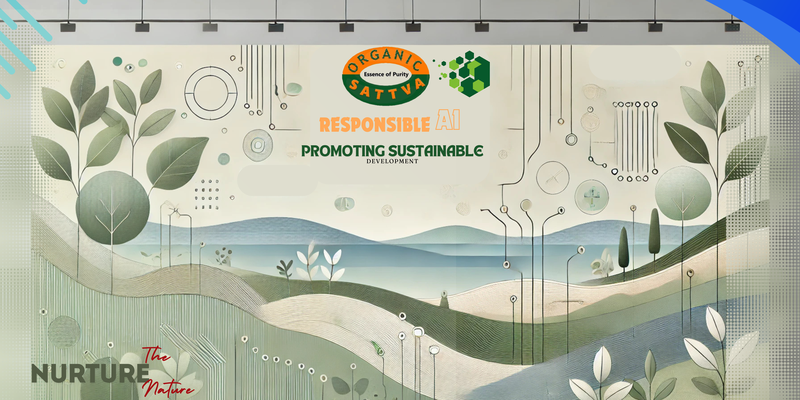 ORGANIC
Essence of Purity
SATTVA
RESPONSIBLE AI
PROMOTING SUSTAINABLE
DEVELOPMENT
The
NURTURE
Nature